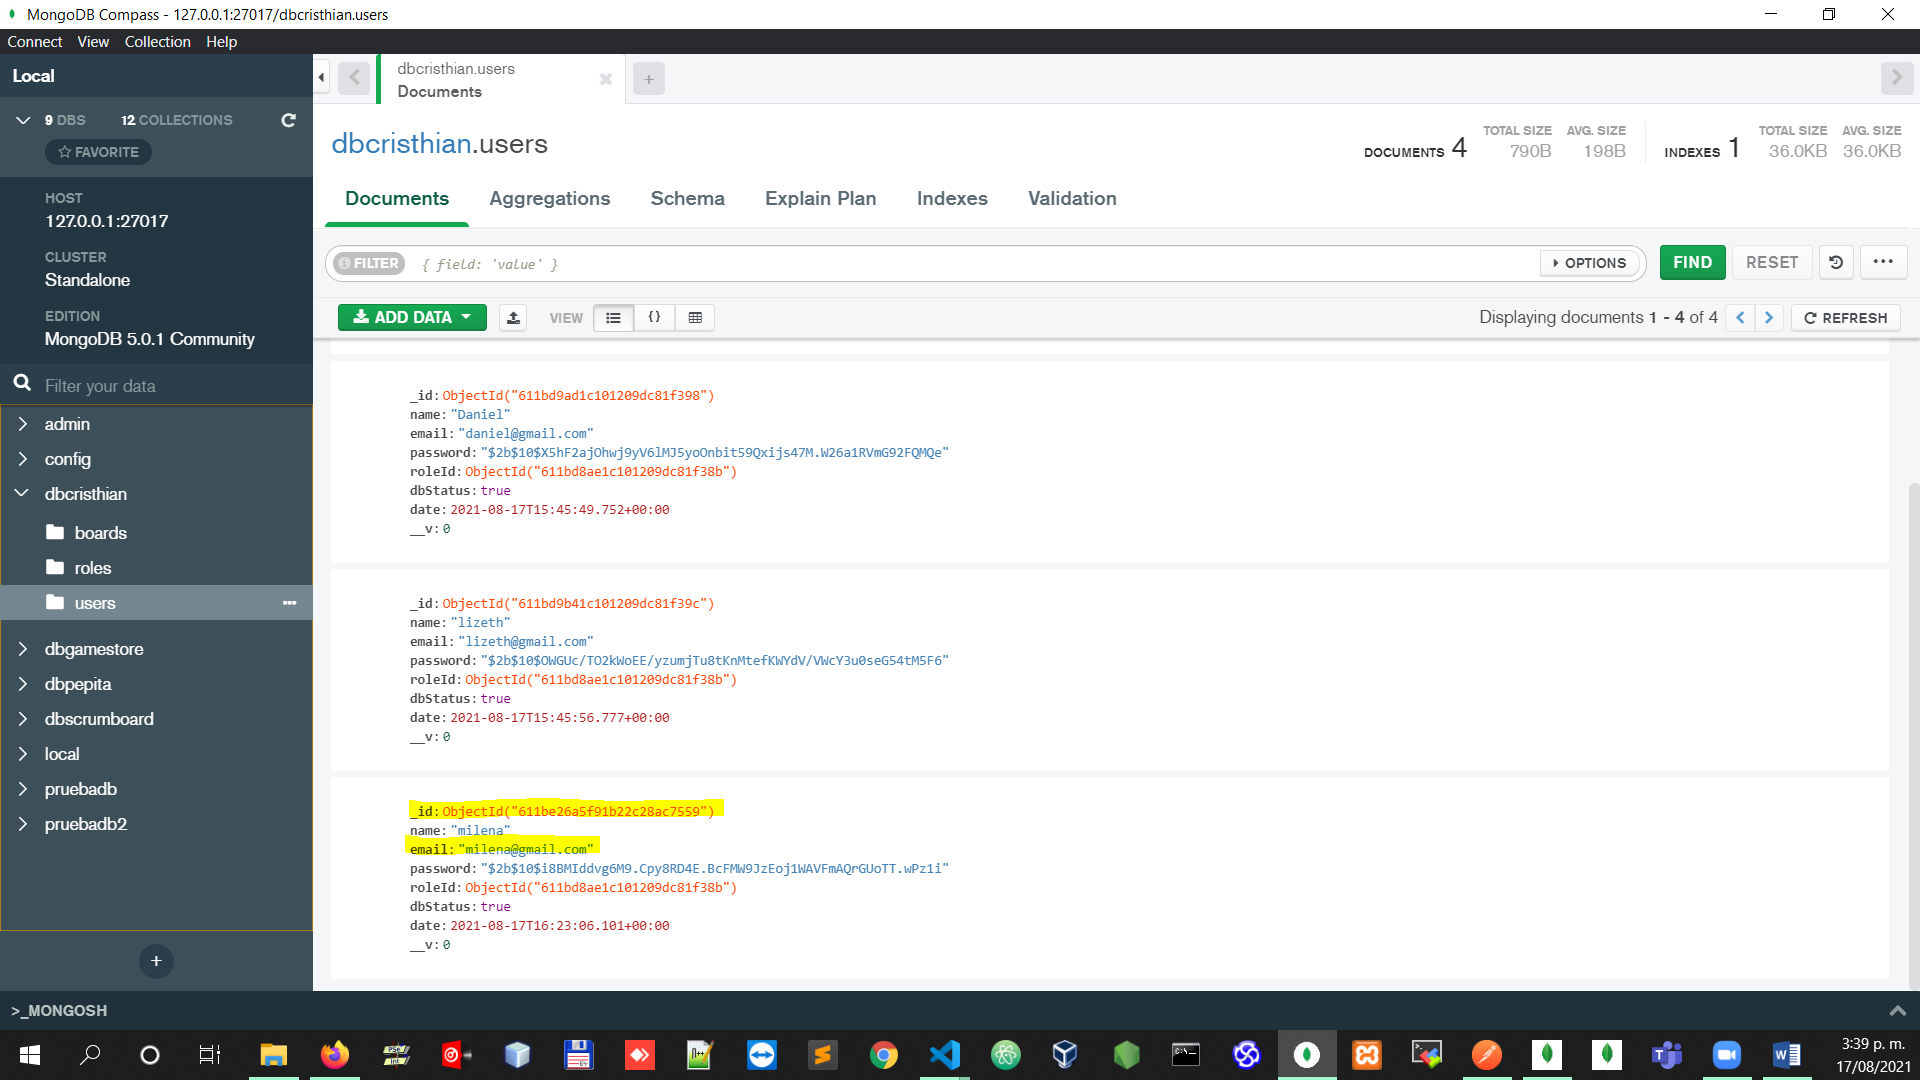 MongoDB Compass - 127.0.0.1:27017/dbcristhian.users
Connect View Collection Help
Local
9 DBS 12 COLLECTIONS
FAVORITE
HOST
127.0.0.1:27017
CLUSTER
Standalone
EDITION
MongoDB 5.0.1 Community
Filter your data
admin
config
dbcristhian
boards
roles
users
dbgamestore
dbpepita
dbscrumboard
local
pruebadb
pruebadb2
dbcristhian.users
Documents
dbcristhian.users
DOCUMENTS 4 TOTAL SIZE 790B AVG. SIZE 198B INDEXES 1 TOTAL SIZE 36.0KB AVG. SIZE 36.0KB
Documents Aggregations Schema Explain Plan Indexes Validation
FILTER { field: 'value' } OPTIONS FIND RESET
ADD DATA VIEW Displaying documents 1 - 4 of 4 REFRESH
_id: ObjectId("611bd9ad1c101209dc81f398")
name: "Daniel"
email: "daniel@gmail.com"
password: "$2b$10$X5hF2ajOhwj9yV6lMJ5yoOnbit59Qxijs47M.W26a1RVmG92FQMQe"
roleId: ObjectId("611bd8ae1c101209dc81f38b")
dbStatus: true
date: 2021-08-17T15:45:49.752+00:00
__v: 0
_id: ObjectId("611bd9b41c101209dc81f39c")
name: "lizeth"
email: "lizeth@gmail.com"
password: "$2b$10$OWGUc/TO2kWoEE/yzumjTu8tKnMtefKWYdV/VWcY3u0seG54tM5F6"
roleId: ObjectId("611bd8ae1c101209dc81f38b")
dbStatus: true
date: 2021-08-17T15:45:56.777+00:00
__v: 0
_id: ObjectId("611be26a5f91b22c28ac7559")
name: "milena"
email: "milena@gmail.com"
password: "$2b$10$i8BMIddvg6M9.Cpy8RD4E.BcFMW9JzEoj1WAVFmAQrGUoTT.wPz1i"
roleId: ObjectId("611bd8ae1c101209dc81f38b")
dbStatus: true
date: 2021-08-17T16:23:06.101+00:00
__v: 0
>_MONGOSH
3:39 p. m.
17/08/2021